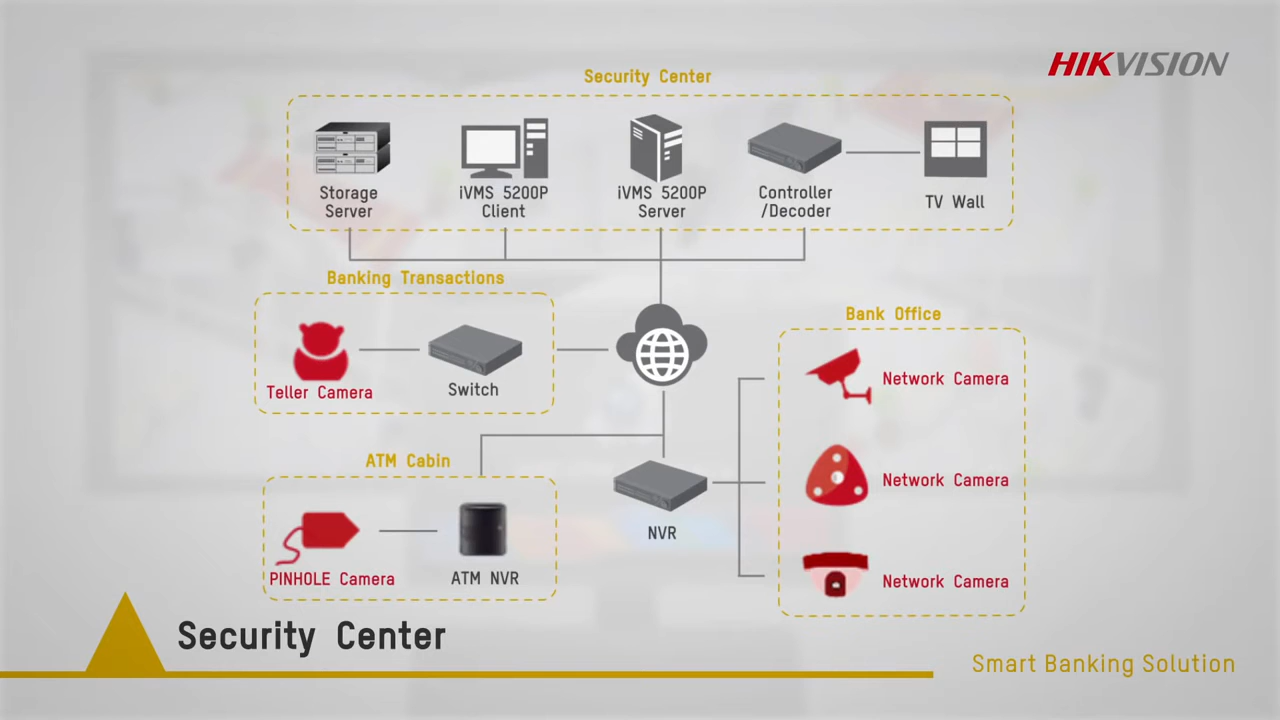 HIKVISION
Security Center
Storage
Server
iVMS 5200P
Client
iVMS 5200P
Server
Controller
/Decoder
TV Wall
Banking Transactions
Teller Camera
Switch
Bank Office
Network Camera
Network Camera
Network Camera
ATM Cabin
PINHOLE Camera
ATM NVR
NVR
Security Center
Smart Banking Solution